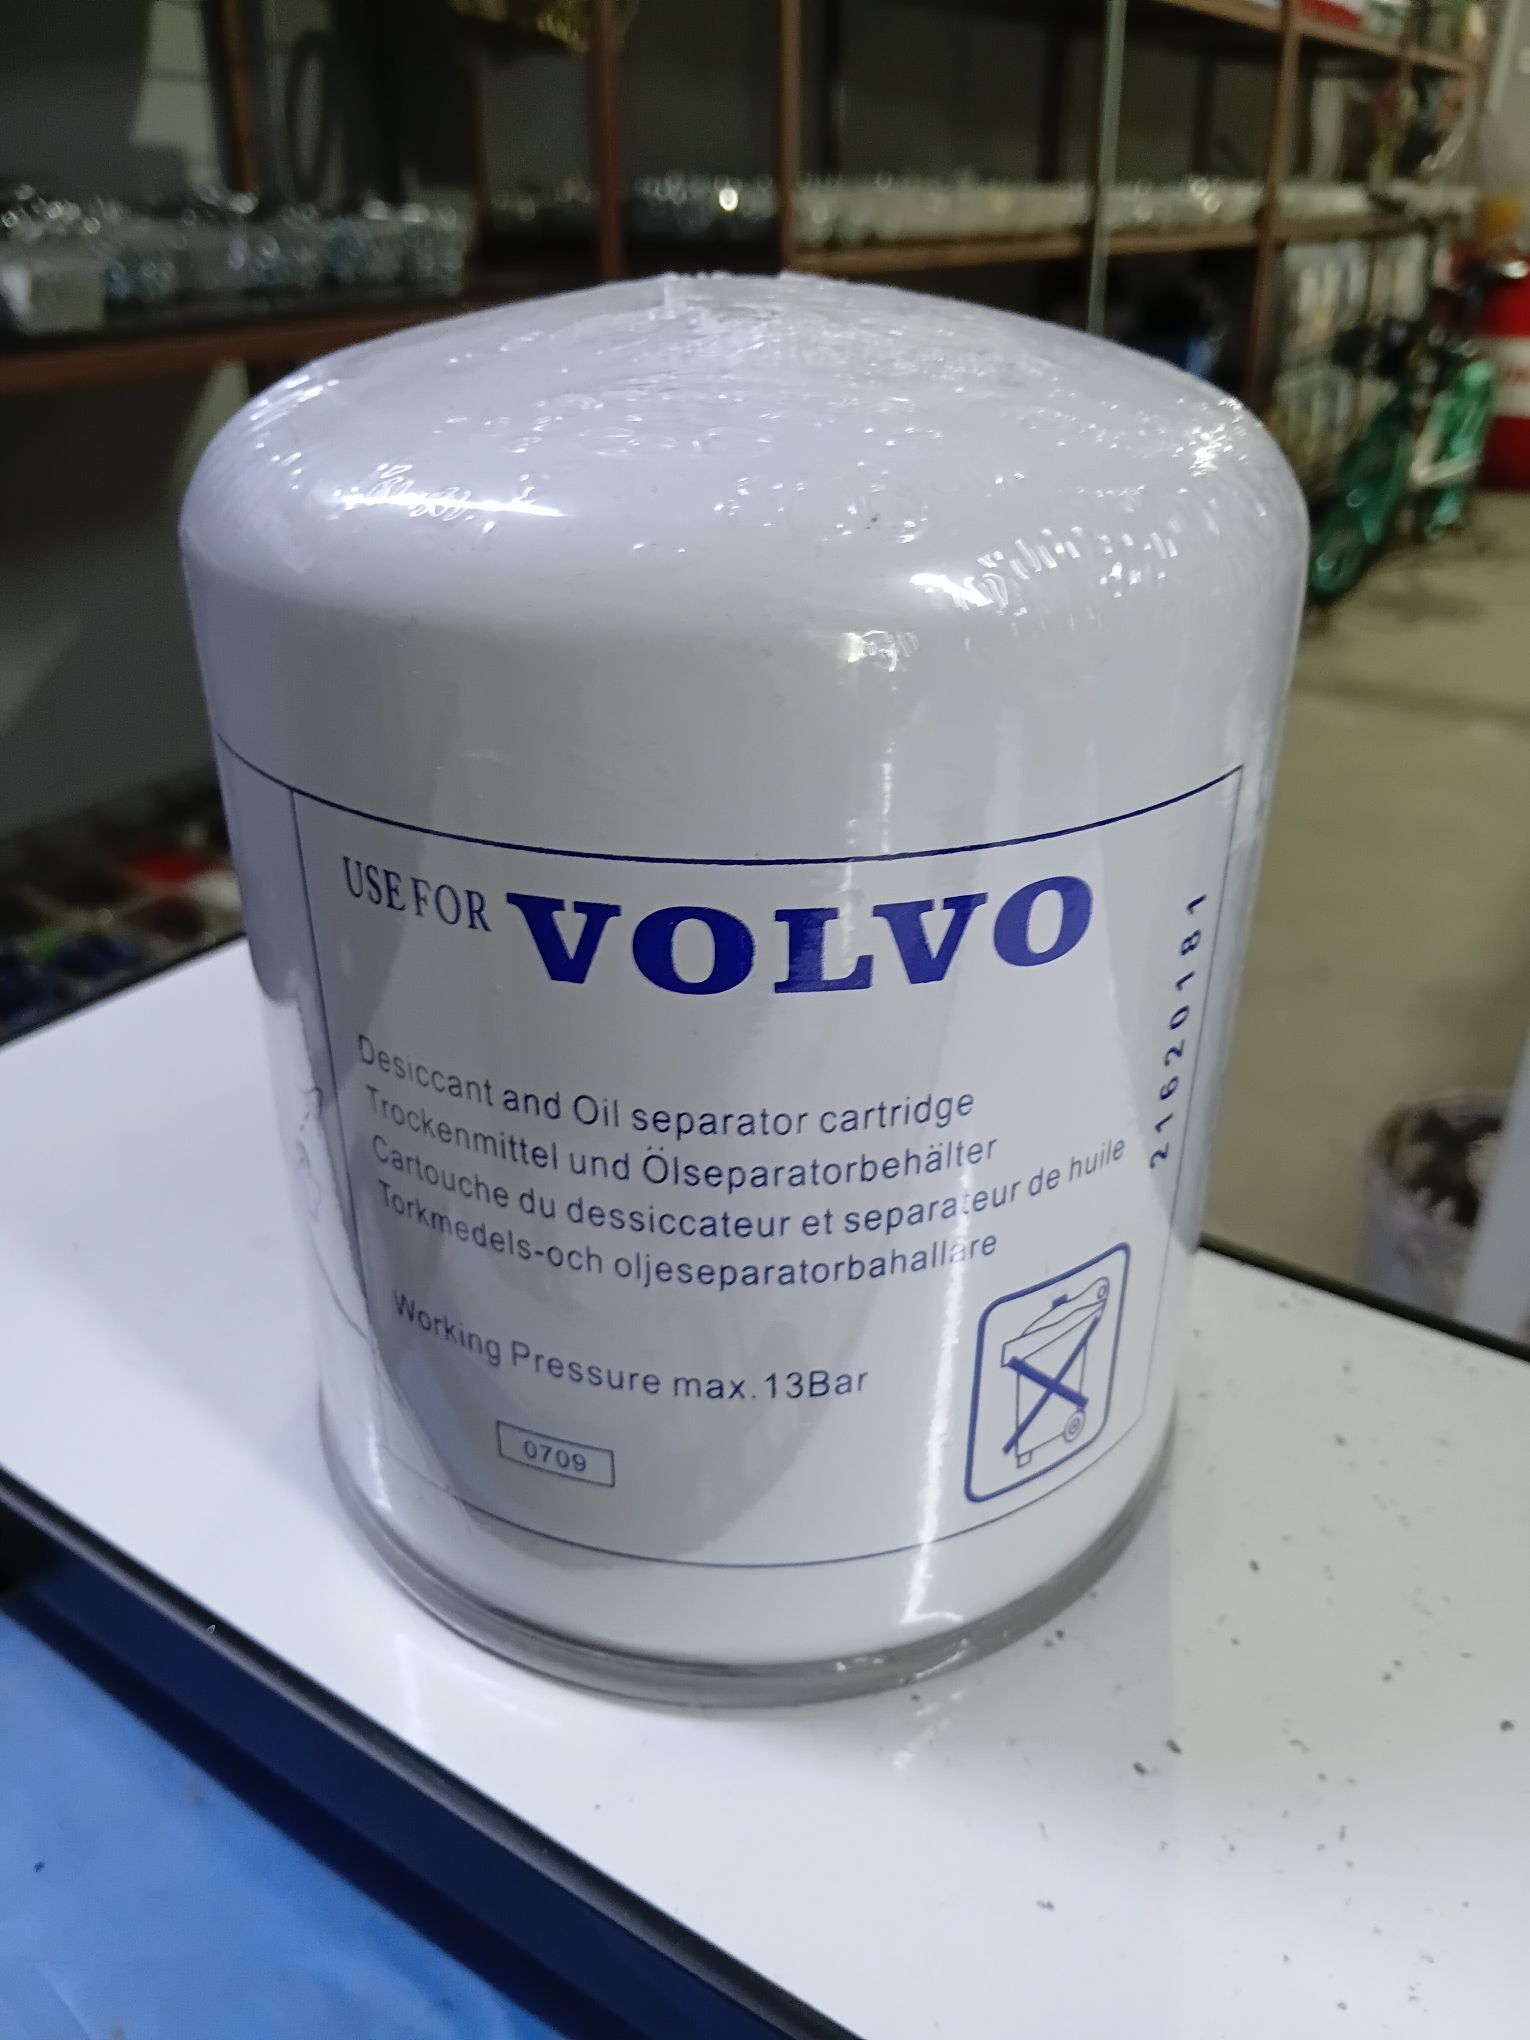 USE FOR VOLVO
Desiccant and Oil separator cartridge
Trockenmittel und Ölseparatorbehälter
Cartouche du dessiccateur et separateur de huile
Torkmedels-och oljeseparatorbahallare
Working Pressure max. 13Bar
0709
21620181